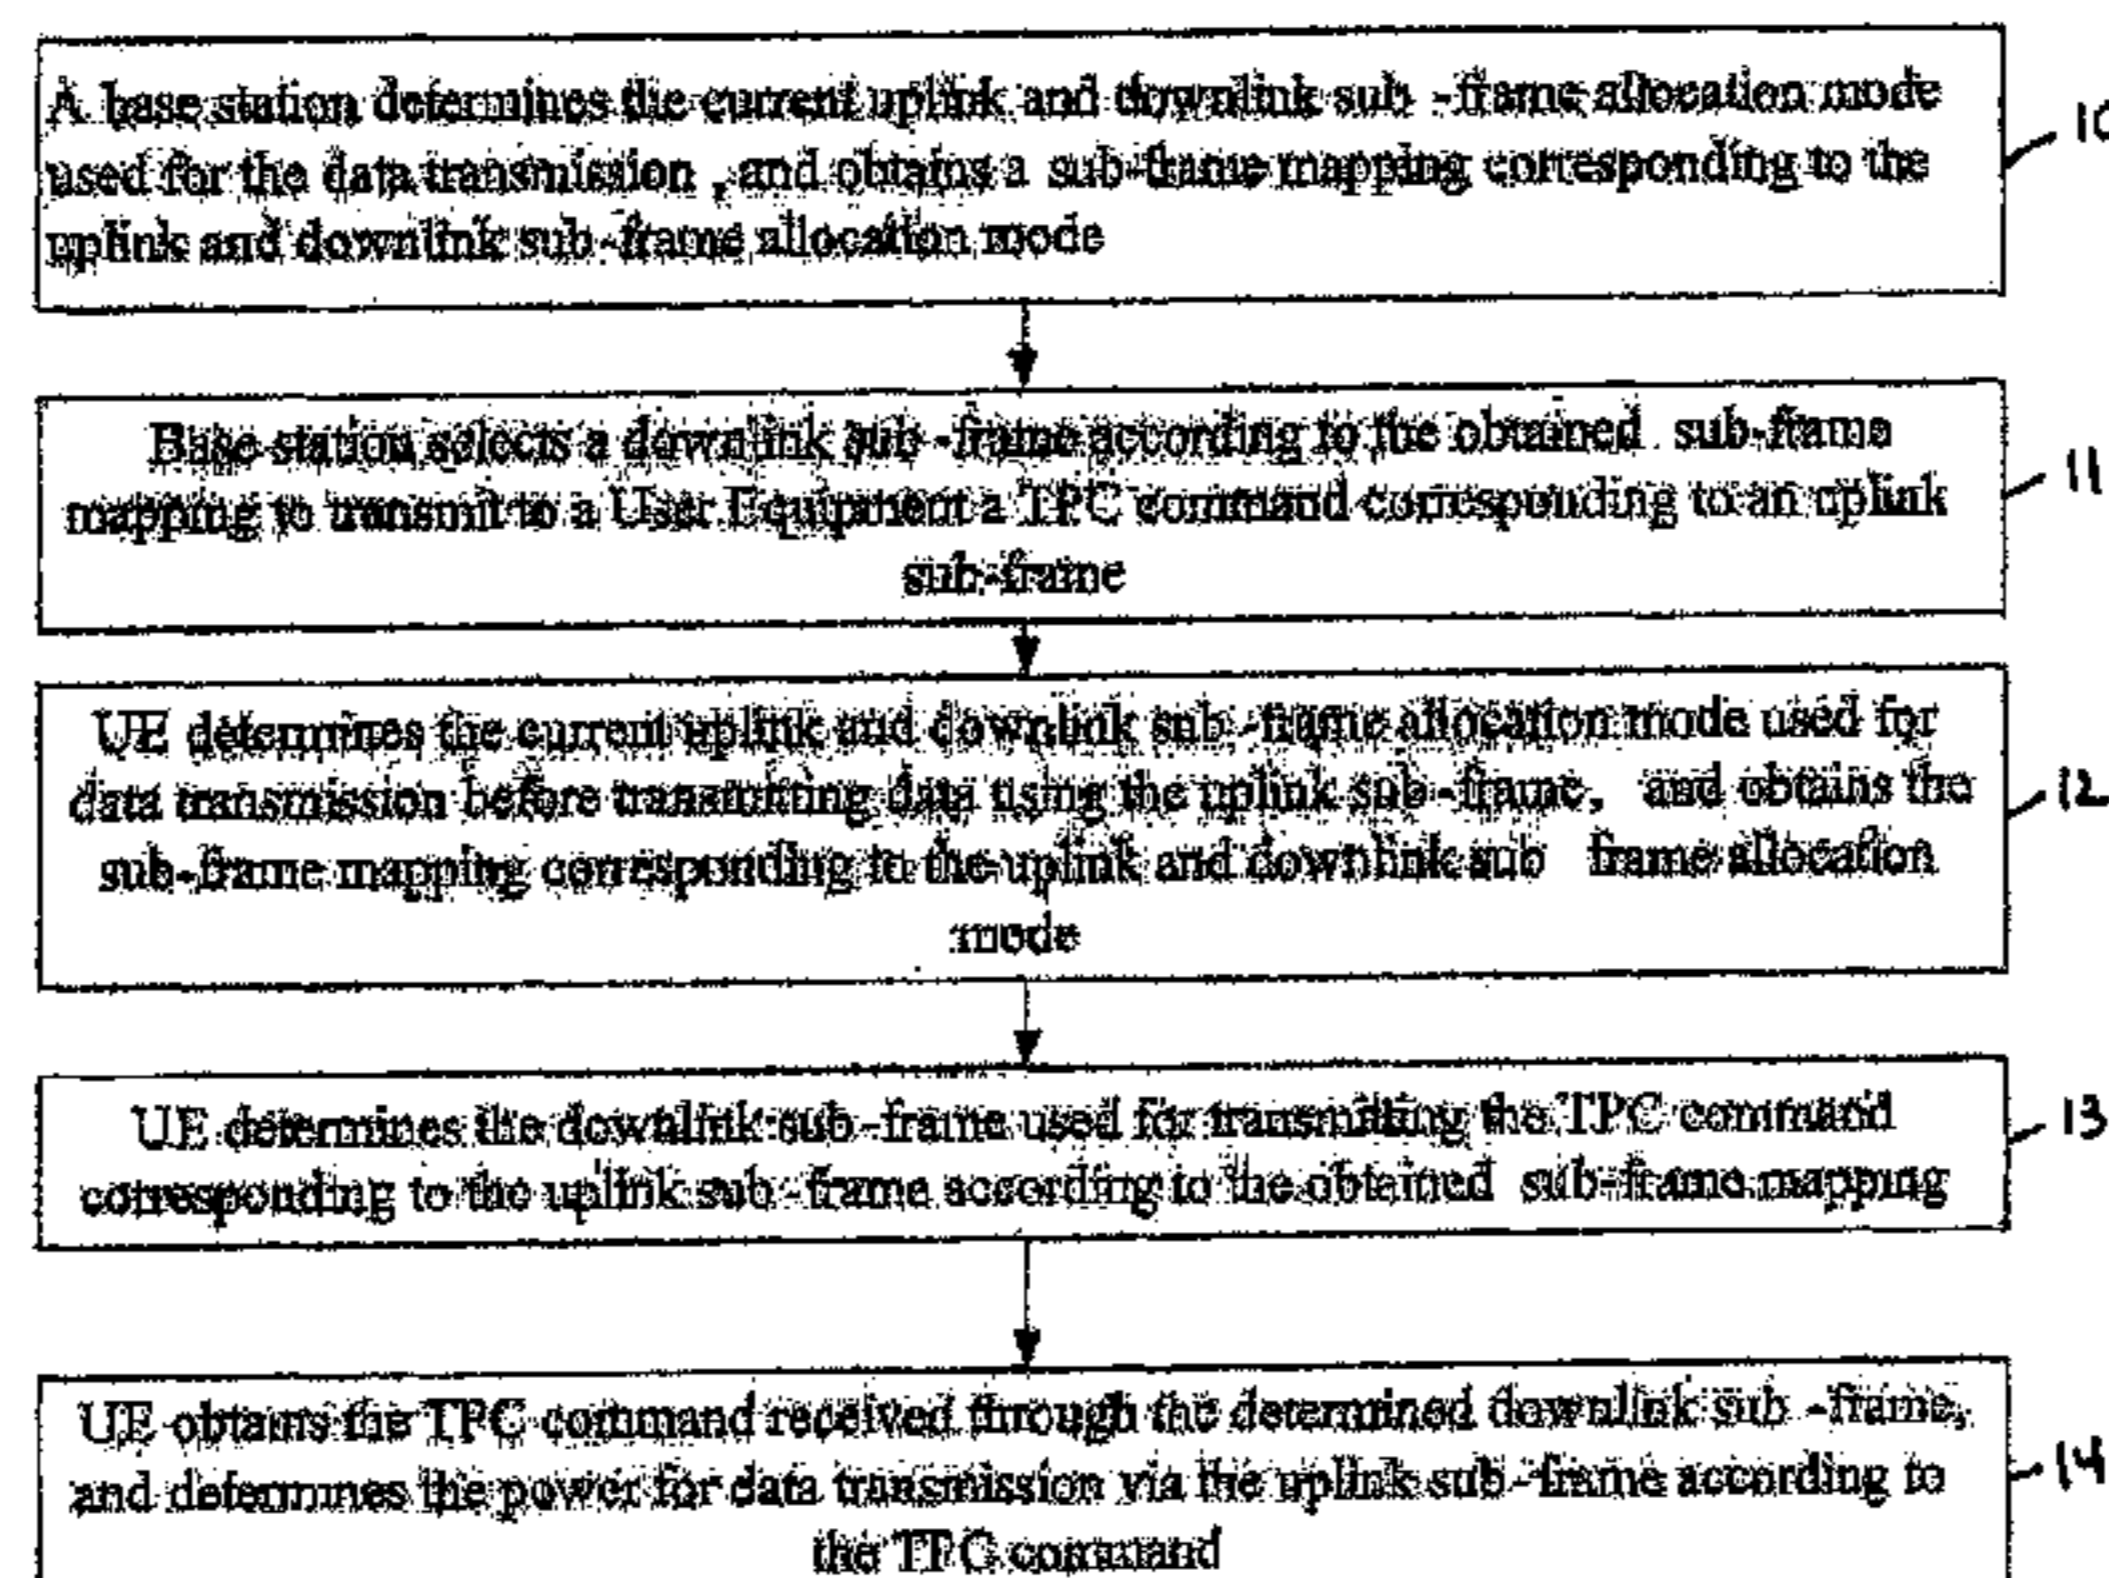 A base station determines the current uplink and downlink sub-frame allocation mode
10
used for the data transmission, and obtains a sub-frame mapping corresponding to the
uplink and downlink sub-frame allocation mode
Base station selects a downlink sub-frame according to the obtained sub-frame
11
mapping to transmit to a User Equipment a TPC command corresponding to an uplink
sub-frame
UE determines the current uplink and downlink sub-frame allocation mode used for
data transmission before transmitting data using the uplink sub-frame, and obtains the
12
sub-frame mapping corresponding to the uplink and downlink sub frame allocation
mode
UE determines the downlink sub-frame used for transmitting the TPC command
13
corresponding to the uplink sub-frame according to the obtained sub-frame mapping
UE obtains the TPC command received through the determined downlink sub-frame,
14
and determines the power for data transmission via the uplink sub-frame according to
the TPC command